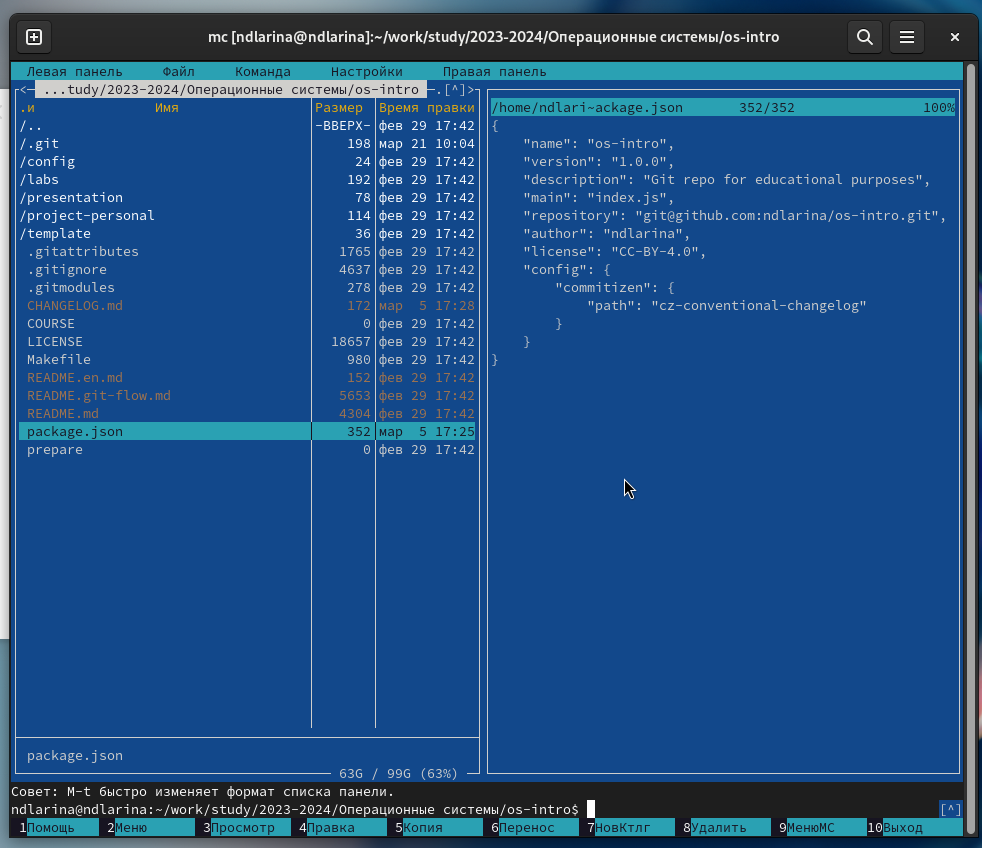 mc [ndlarina@ndlarina]:~/work/study/2023-2024/Операционные системы/os-intro
Левая панель Файл Команда Настройки Правая панель
<─ ...tudy/2023-2024/Операционные системы/os-intro ─.[^]>
.и Имя Размер Время правки
/.. -ВВЕРХ- фев 29 17:42
/.git 198 мар 21 10:04
/config 24 фев 29 17:42
/labs 192 фев 29 17:42
/presentation 78 фев 29 17:42
/project-personal 114 фев 29 17:42
/template 36 фев 29 17:42
.gitattributes 1765 фев 29 17:42
.gitignore 4637 фев 29 17:42
.gitmodules 278 фев 29 17:42
CHANGELOG.md 172 мар 5 17:28
COURSE 0 фев 29 17:42
LICENSE 18657 фев 29 17:42
Makefile 980 фев 29 17:42
README.en.md 152 фев 29 17:42
README.git-flow.md 5653 фев 29 17:42
README.md 4304 фев 29 17:42
package.json 352 мар 5 17:25
prepare 0 фев 29 17:42
package.json
63G / 99G (63%)
/home/ndlari~ackage.json 352/352 100%
{
"name": "os-intro",
"version": "1.0.0",
"description": "Git repo for educational purposes",
"main": "index.js",
"repository": "git@github.com:ndlarina/os-intro.git",
"author": "ndlarina",
"license": "CC-BY-4.0",
"config": {
"commitizen": {
"path": "cz-conventional-changelog"
}
}
}
Совет: M-t быстро изменяет формат списка панели.
ndlarina@ndlarina:~/work/study/2023-2024/Операционные системы/os-intro$ [^]
1Помощь 2Меню 3Просмотр 4Правка 5Копия 6Перенос 7НовКтлг 8Удалить 9МенюMC 10Выход